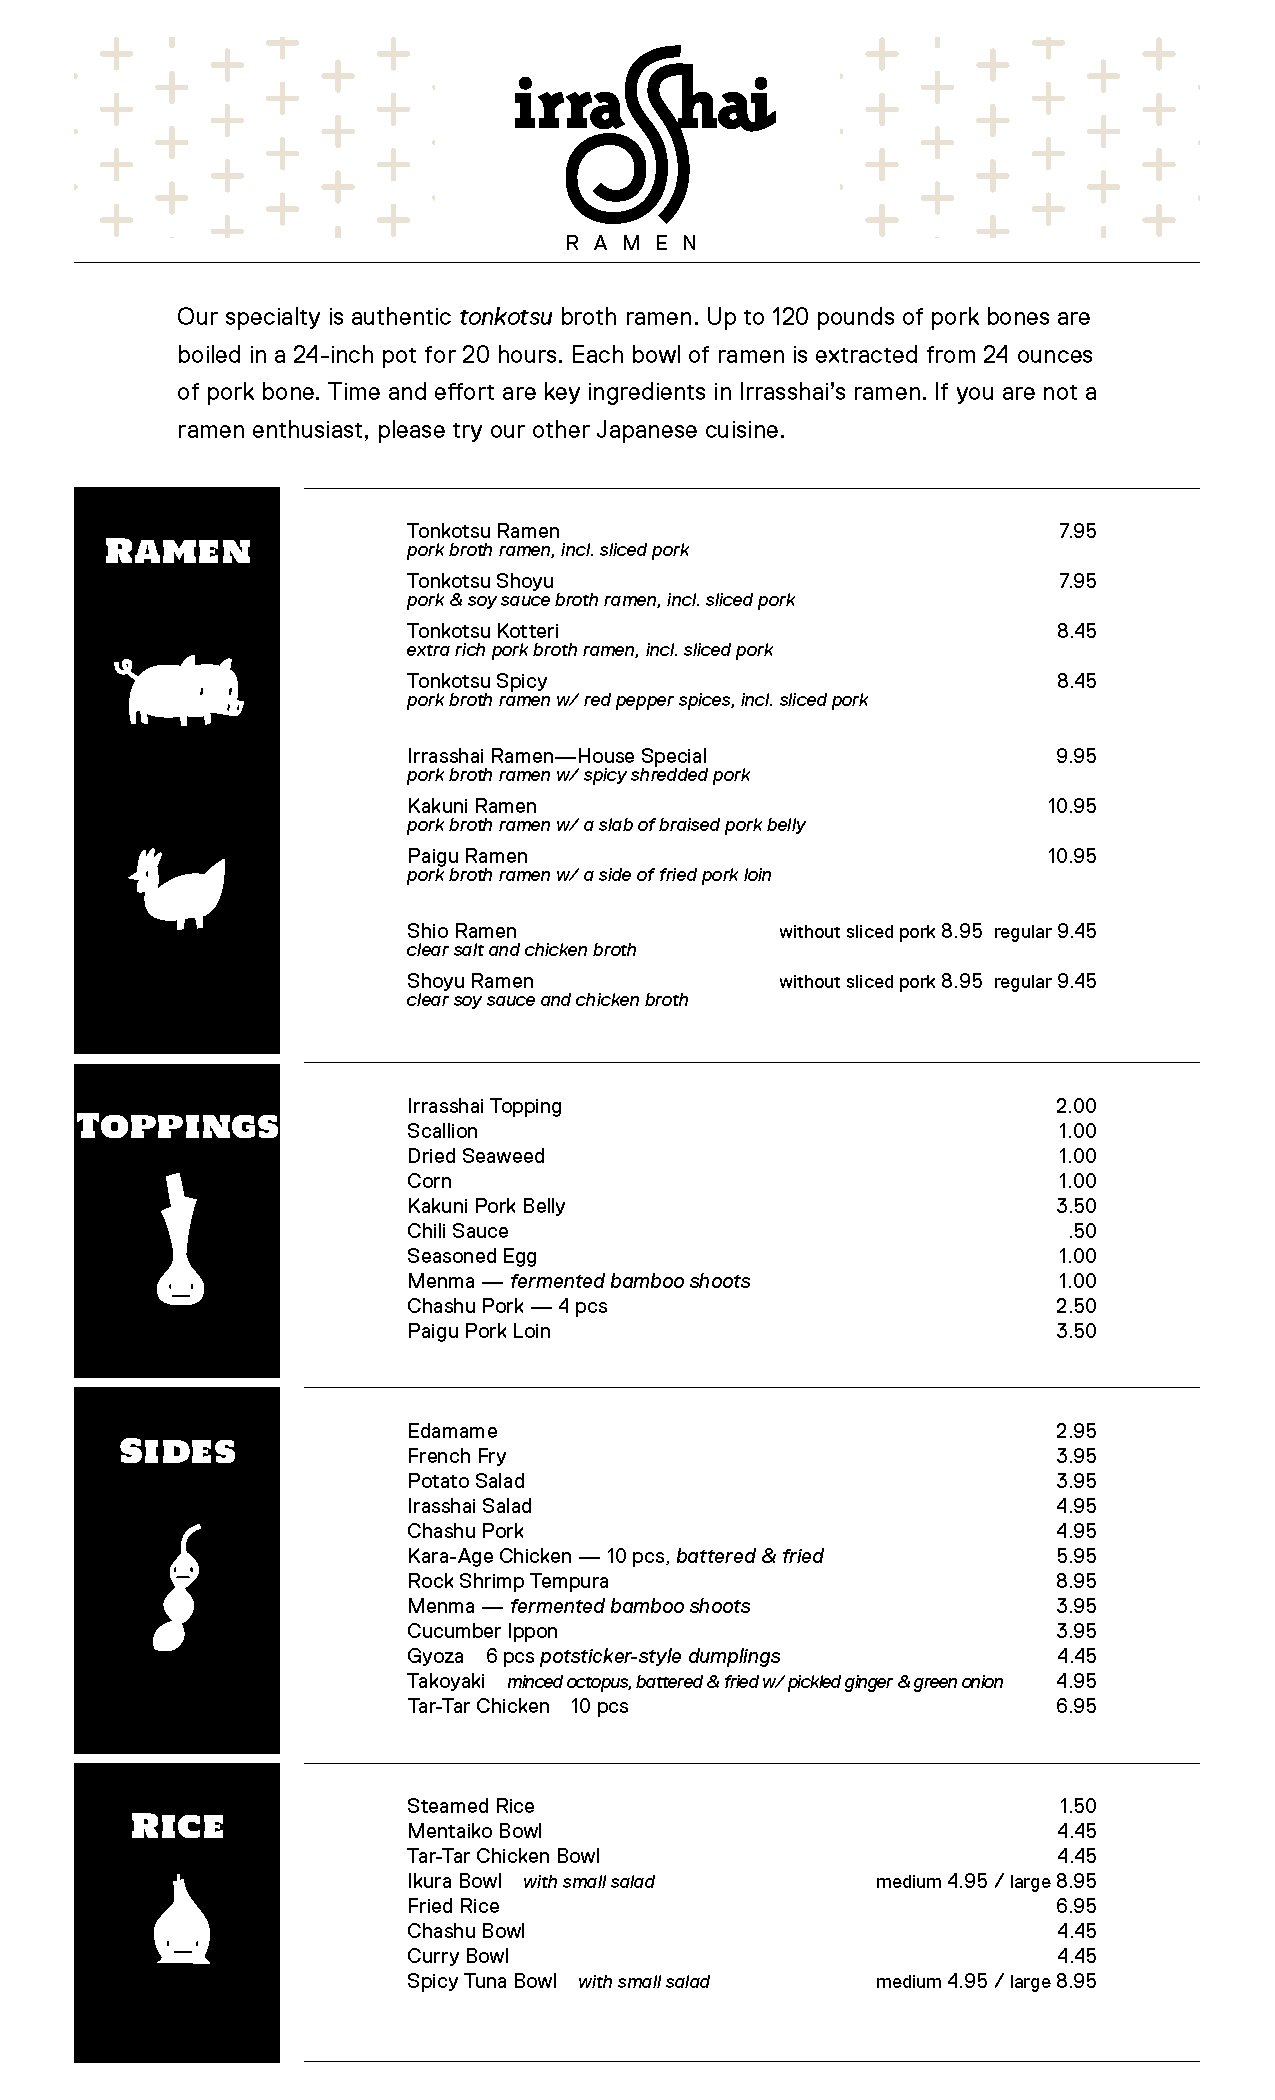 irraShai
RAMEN
Our specialty is authentic tonkotsu broth ramen. Up to 120 pounds of pork bones are
boiled in a 24-inch pot for 20 hours. Each bowl of ramen is extracted from 24 ounces
of pork bone. Time and effort are key ingredients in Irrasshai’s ramen. If you are not a
ramen enthusiast, please try our other Japanese cuisine.
RAMEN
Tonkotsu Ramen 7.95
pork broth ramen, incl. sliced pork
Tonkotsu Shoyu 7.95
pork & soy sauce broth ramen, incl. sliced pork
Tonkotsu Kotteri 8.45
extra rich pork broth ramen, incl. sliced pork
Tonkotsu Spicy 8.45
pork broth ramen w/ red pepper spices, incl. sliced pork
Irrasshai Ramen—House Special 9.95
pork broth ramen w/ spicy shredded pork
Kakuni Ramen 10.95
pork broth ramen w/ a slab of braised pork belly
Paigu Ramen 10.95
pork broth ramen w/ a side of fried pork loin
Shio Ramen without sliced pork 8.95 regular 9.45
clear salt and chicken broth
Shoyu Ramen without sliced pork 8.95 regular 9.45
clear soy sauce and chicken broth
TOPPINGS
Irrasshai Topping 2.00
Scallion 1.00
Dried Seaweed 1.00
Corn 1.00
Kakuni Pork Belly 3.50
Chili Sauce .50
Seasoned Egg 1.00
Menma — fermented bamboo shoots 1.00
Chashu Pork — 4 pcs 2.50
Paigu Pork Loin 3.50
SIDES
Edamame 2.95
French Fry 3.95
Potato Salad 3.95
Irasshai Salad 4.95
Chashu Pork 4.95
Kara-Age Chicken — 10 pcs, battered & fried 5.95
Rock Shrimp Tempura 8.95
Menma — fermented bamboo shoots 3.95
Cucumber Ippon 3.95
Gyoza 6 pcs potsticker-style dumplings 4.45
Takoyaki minced octopus, battered & fried w/ pickled ginger & green onion 4.95
Tar-Tar Chicken 10 pcs 6.95
RICE
Steamed Rice 1.50
Mentaiko Bowl 4.45
Tar-Tar Chicken Bowl 4.45
Ikura Bowl with small salad medium 4.95 / large 8.95
Fried Rice 6.95
Chashu Bowl 4.45
Curry Bowl 4.45
Spicy Tuna Bowl with small salad medium 4.95 / large 8.95